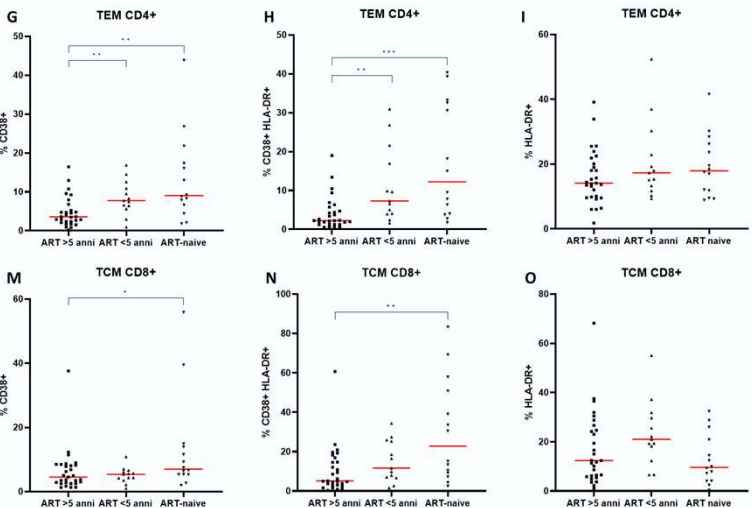 G
TEM CD4+
% CD38+
50
40
30
20
10
0
**
**
ART >5 anni ART <5 anni ART-naive
H
TEM CD4+
% CD38+ HLA-DR+
50
40
30
20
10
0
***
**
ART >5 anni ART <5 anni ART-naive
I
TEM CD4+
% HLA-DR+
60
40
20
0
ART >5 anni ART <5 anni ART naive
M
TCM CD8+
% CD38+
60
40
20
0
*
ART >5 anni ART <5 anni ART-naive
N
TCM CD8+
% CD38+ HLA-DR+
100
80
60
40
20
0
**
ART >5 anni ART <5 anni ART-naive
O
TCM CD8+
% HLA-DR+
80
60
40
20
0
ART >5 anni ART <5 anni ART-naive